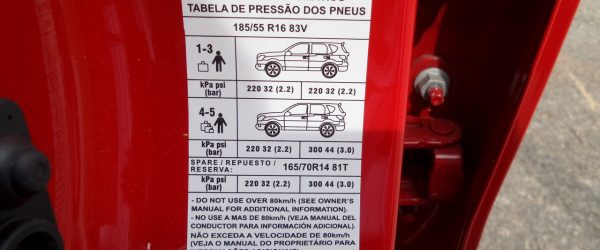 TABELA DE PRESSÃO DOS PNEUS
185/55 R16 83V
1-3
kPa psi (bar) 220 32 (2.2) 220 32 (2.2)
4-5
kPa psi (bar) 220 32 (2.2) 300 44 (3.0)
SPARE / REPUESTO / RESERVA: 165/70R14 81T
kPa psi (bar) 220 32 (2.2) 300 44 (3.0)
- DO NOT USE OVER 80km/h (SEE OWNER'S
MANUAL FOR ADDITIONAL INFORMATION).
- NO USE A MAS DE 80km/h (VEJA MANUAL DEL
CONDUCTOR PARA INFORMACIÓN ADICIONAL).
NÃO EXCEDA A VELOCIDADE DE 80km/h
(VEJA O MANUAL DO PROPRIETÁRIO PARA